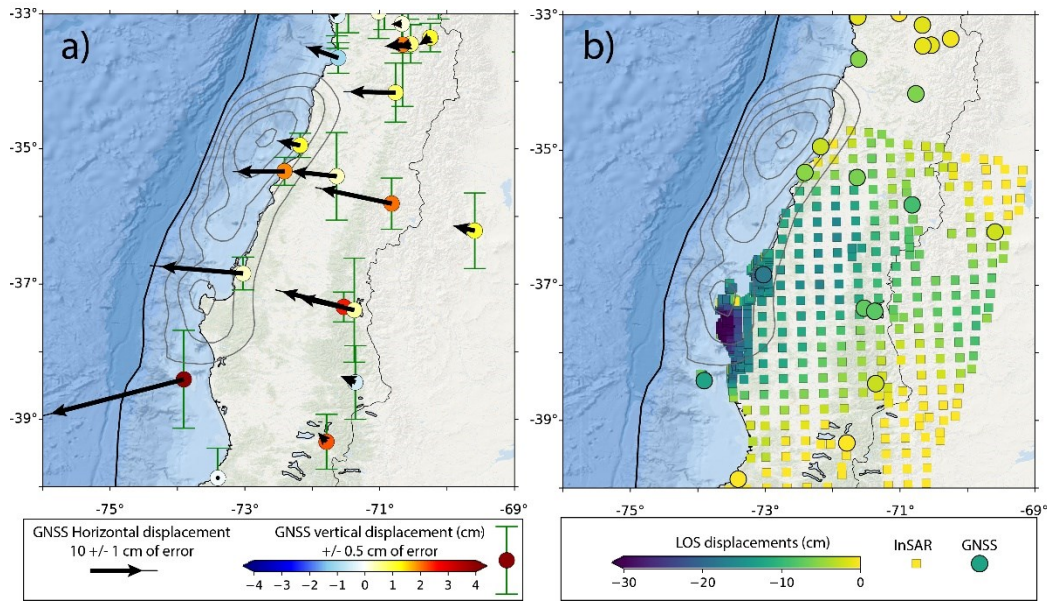 a)
−33°
−35°
−37°
−39°
-75° -73° -71° -69°
GNSS Horizontal displacement
10 +/- 1 cm of error
GNSS vertical displacement (cm)
+/- 0.5 cm of error
−4 −3 −2 −1 0 1 2 3 4
b)
−33°
−35°
−37°
−39°
-75° -73° -71° -69°
LOS displacements (cm)
−30 −20 −10 0
InSAR
GNSS